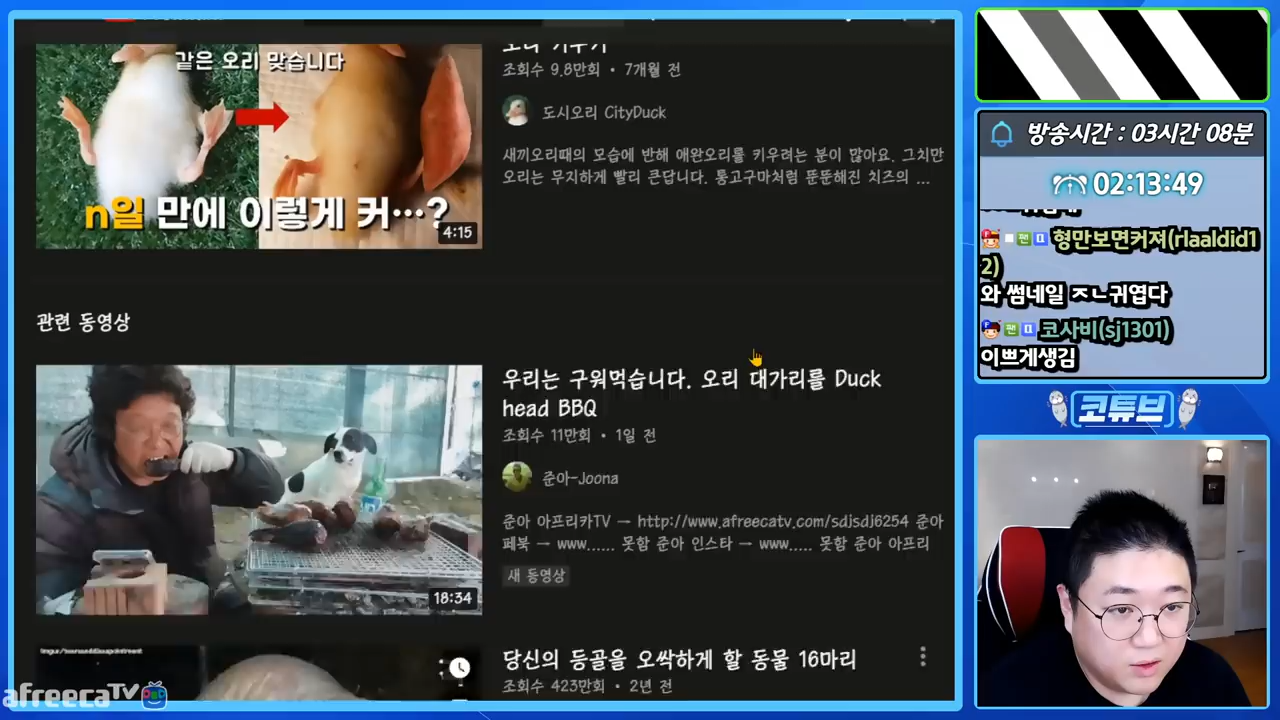 같은 오리 맞습니다
n일 만에 이렇게 커…?
4:15
오리 키우기
조회수 9.8만회 • 7개월 전
도시오리 CityDuck
새끼오리때의 모습에 반해 애완오리를 키우려는 분이 많아요. 그치만
오리는 무지하게 빨리 큰답니다. 통고구마처럼 뚠뚠해진 치즈의 ...
관련 동영상
18:34
우리는 구워먹습니다. 오리 대가리를 Duck
head BBQ
조회수 11만회 • 1일 전
준아-Joona
준아 아프리카TV → http://www.afreecatv.com/sdjsdj6254 준아
페북 → www...... 못함 준아 인스타 → www..... 못함 준아 아프리
새 동영상
당신의 등골을 오싹하게 할 동물 16마리
조회수 423만회 • 2년 전
afreecaTV
방송시간 : 03시간 08분
02:13:49
팬 형만보면커져(rlaaldid1
2)
와 썸네일 ㅈㄴ귀엽다
팬 코사비(sj1301)
이쁘게생김
코튜브